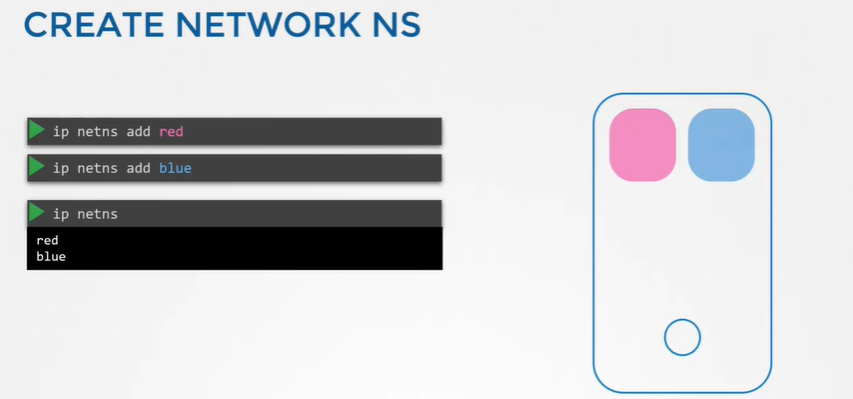 CREATE NETWORK NS
ip netns add red
ip netns add blue
ip netns
red
blue